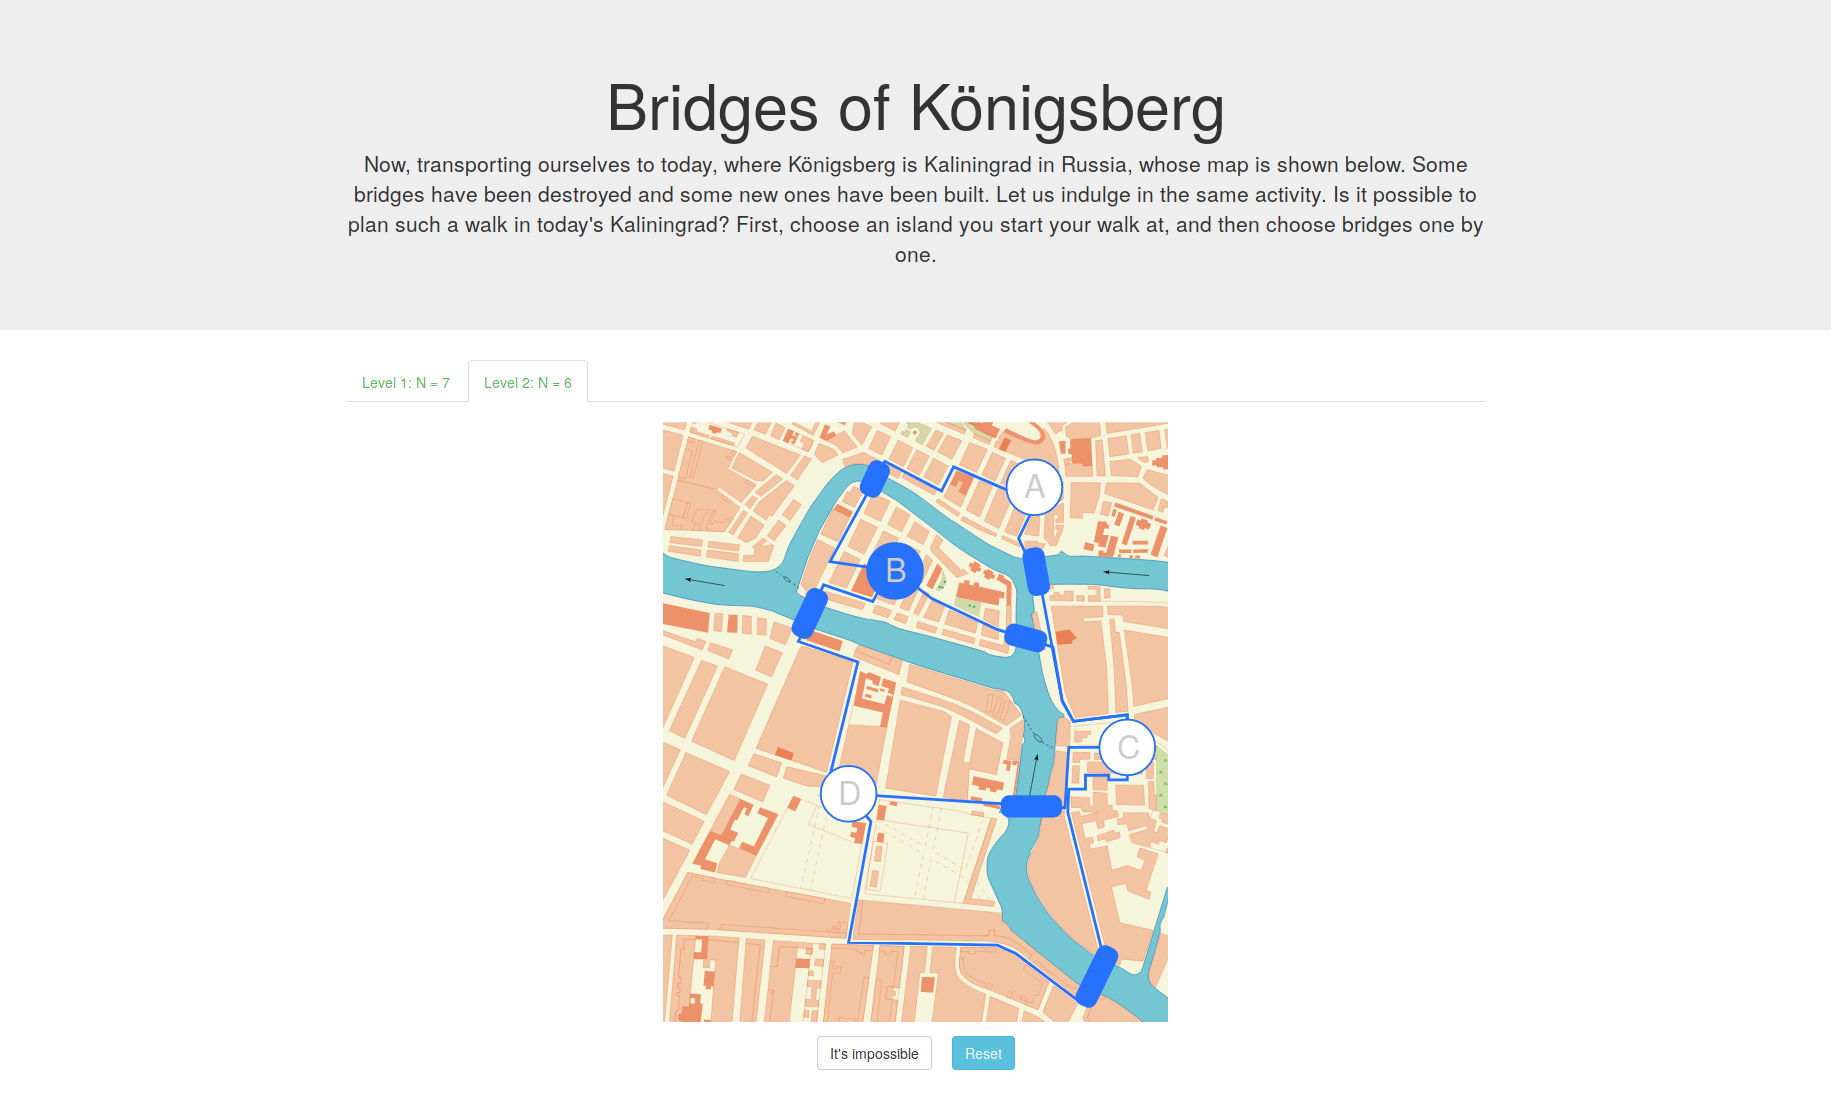 Bridges of Königsberg
Now, transporting ourselves to today, where Königsberg is Kaliningrad in Russia, whose map is shown below. Some
bridges have been destroyed and some new ones have been built. Let us indulge in the same activity. Is it possible to
plan such a walk in today's Kaliningrad? First, choose an island you start your walk at, and then choose bridges one by
one.
Level 1: N = 7
Level 2: N = 6
A
B
C
D
It's impossible
Reset